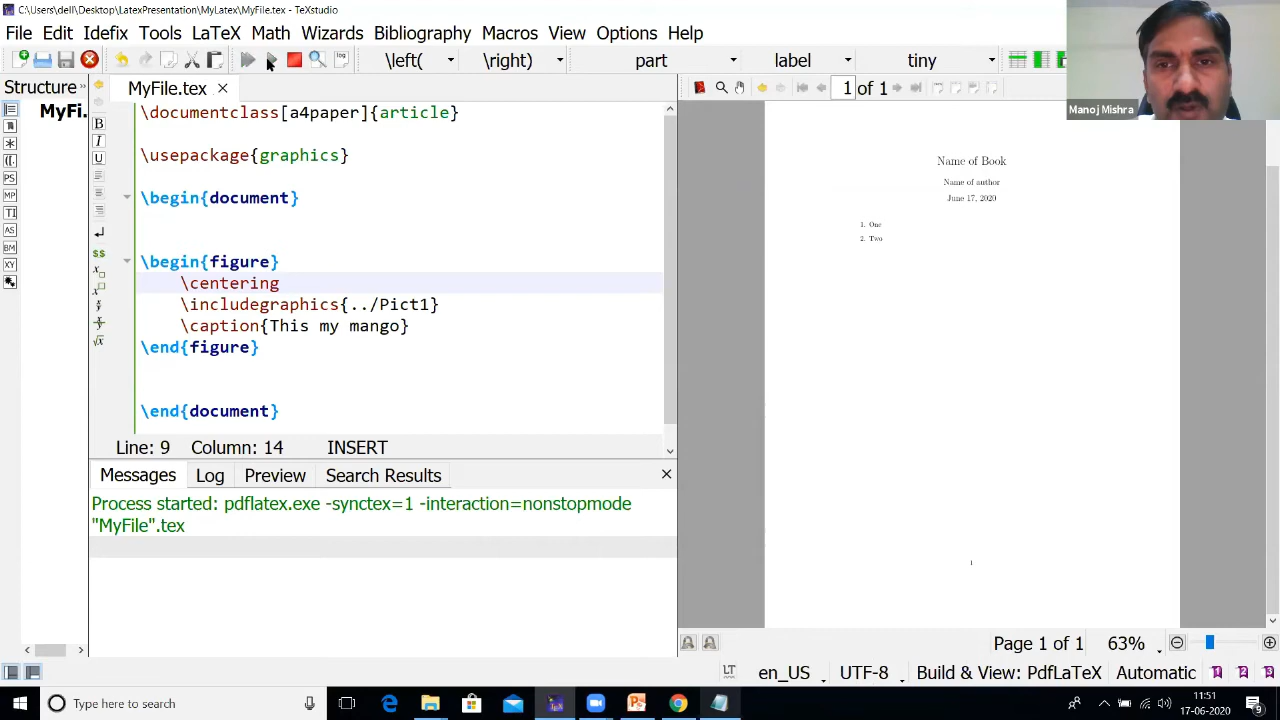 C:\Users\dell\Desktop\LatexPresentation\MyLatex\MyFile.tex - TeXstudio
File Edit Idefix Tools LaTeX Math Wizards Bibliography Macros View Options Help
\left( \right) part label tiny
Structure
MyFile.tex
1 of 1
MyFi.
\documentclass[a4paper]{article}
\usepackage{graphics}
\begin{document}
\begin{figure}
\centering
\includegraphics{../Pict1}
\caption{This my mango}
\end{figure}
\end{document}
Line: 9 Column: 14 INSERT
Messages Log Preview Search Results
Process started: pdflatex.exe -synctex=1 -interaction=nonstopmode
"MyFile".tex
Manoj Mishra
Name of Book
Name of author
June 17, 2020
1. One
2. Two
1
Page 1 of 1 63%
en_US UTF-8 Build & View: PdfLaTeX Automatic
Type here to search
11:51
17-06-2020